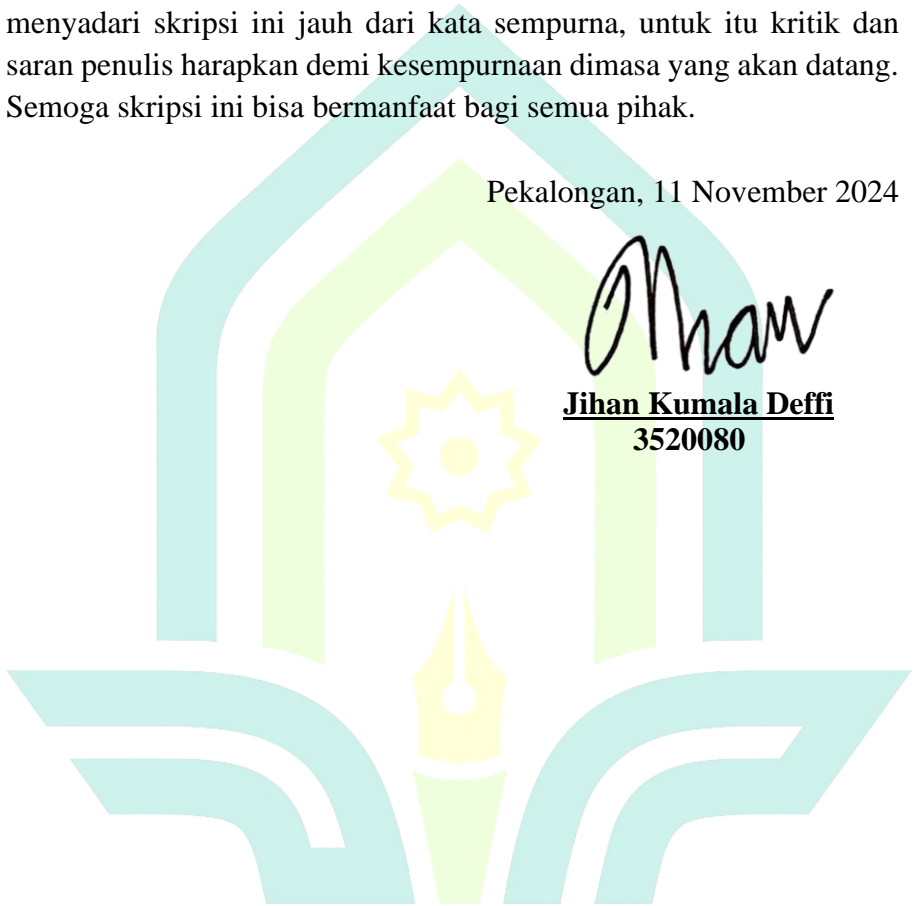 menyadari skripsi ini jauh dari kata sempurna, untuk itu kritik dan
saran penulis harapkan demi kesempurnaan dimasa yang akan datang.
Semoga skripsi ini bisa bermanfaat bagi semua pihak.
Pekalongan, 11 November 2024
Jihan Kumala Deffi
3520080